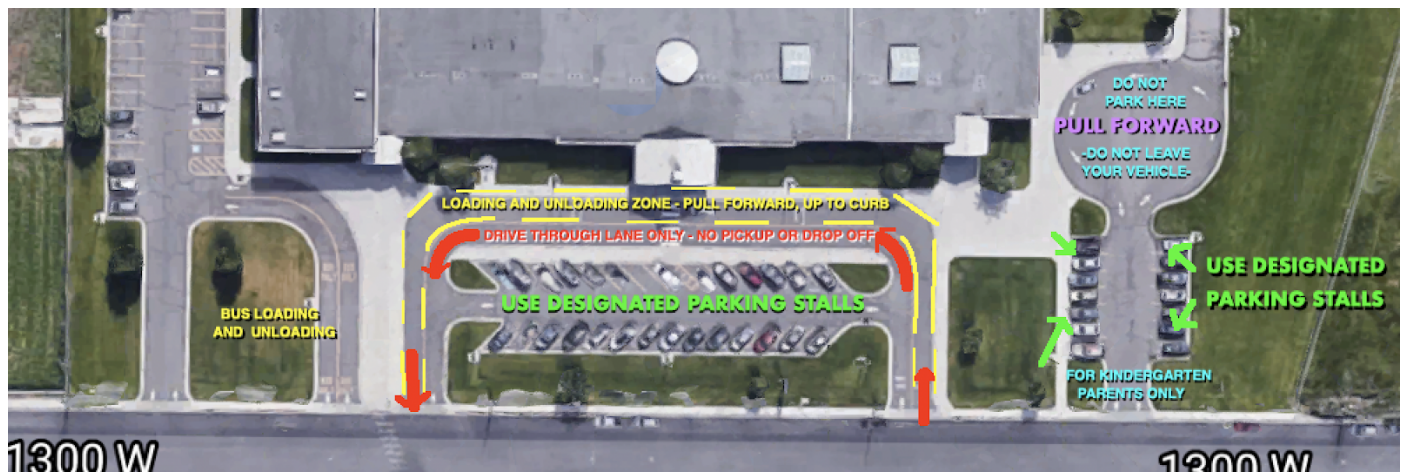 DO NOT
PARK HERE
PULL FORWARD
-DO NOT LEAVE
YOUR VEHICLE-
LOADING AND UNLOADING ZONE - PULL FORWARD, UP TO CURB
DRIVE THROUGH LANE ONLY - NO PICKUP OR DROP OFF
USE DESIGNATED
PARKING STALLS
USE DESIGNATED PARKING STALLS
BUS LOADING
AND UNLOADING
FOR KINDERGARTEN
PARENTS ONLY
1300 W
1300 W